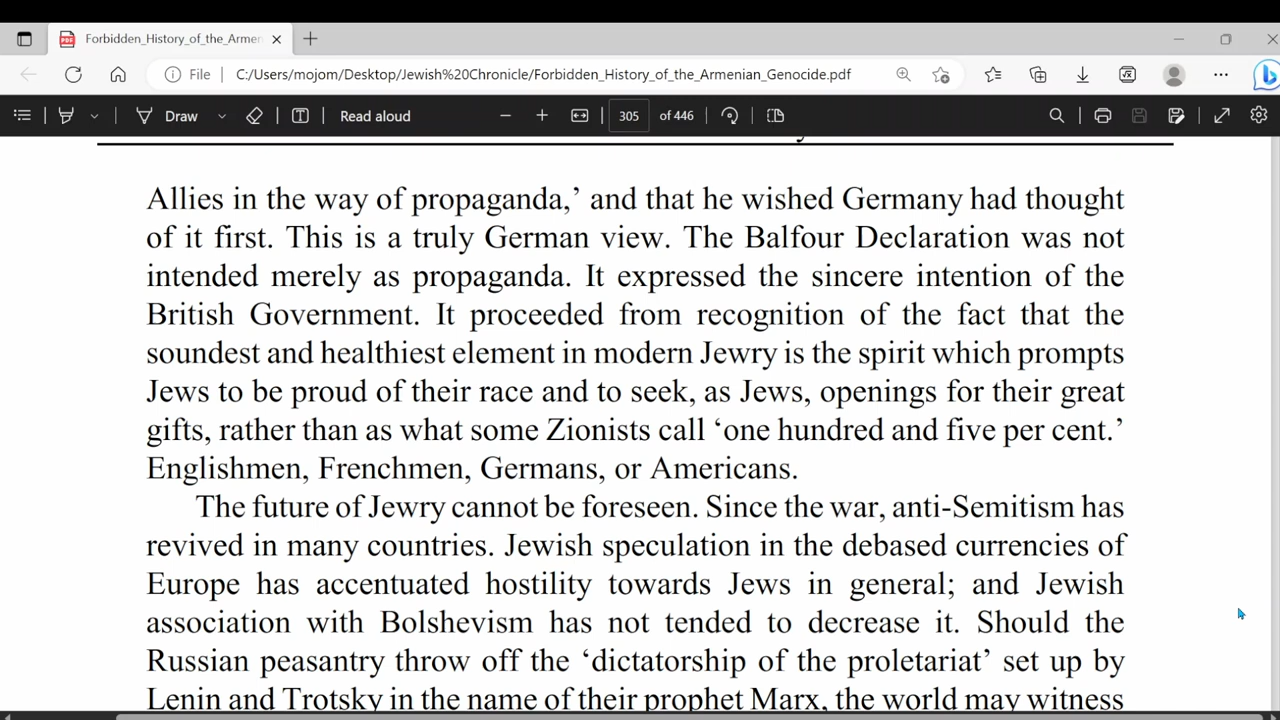 Forbidden_History_of_the_Armen
File C:/Users/mojom/Desktop/Jewish%20Chronicle/Forbidden_History_of_the_Armenian_Genocide.pdf
Draw Read aloud 305 of 446
Allies in the way of propaganda,’ and that he wished Germany had thought
of it first. This is a truly German view. The Balfour Declaration was not
intended merely as propaganda. It expressed the sincere intention of the
British Government. It proceeded from recognition of the fact that the
soundest and healthiest element in modern Jewry is the spirit which prompts
Jews to be proud of their race and to seek, as Jews, openings for their great
gifts, rather than as what some Zionists call ‘one hundred and five per cent.’
Englishmen, Frenchmen, Germans, or Americans.
The future of Jewry cannot be foreseen. Since the war, anti-Semitism has
revived in many countries. Jewish speculation in the debased currencies of
Europe has accentuated hostility towards Jews in general; and Jewish
association with Bolshevism has not tended to decrease it. Should the
Russian peasantry throw off the ‘dictatorship of the proletariat’ set up by
Lenin and Trotsky in the name of their prophet Marx, the world may witness